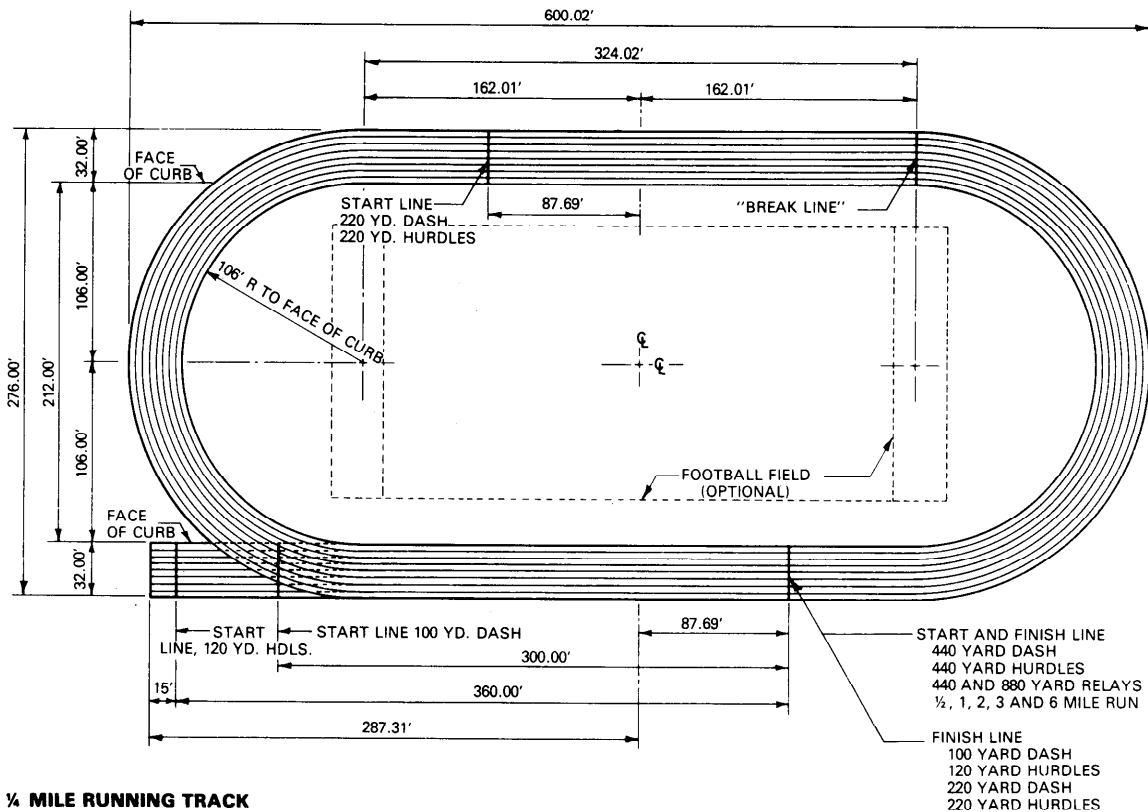 600.02'
324.02'
162.01'
162.01'
32.00'
FACE
OF CURB
START LINE
220 YD. DASH
220 YD. HURDLES
87.69'
"BREAK LINE"
106' R TO FACE OF CURB
276.00'
212.00'
106.00'
106.00'
℄
℄
FOOTBALL FIELD
(OPTIONAL)
FACE
OF CURB
32.00'
START
LINE, 120 YD. HDLS.
START LINE 100 YD. DASH
87.69'
300.00'
15'
360.00'
287.31'
START AND FINISH LINE
440 YARD DASH
440 YARD HURDLES
440 AND 880 YARD RELAYS
½, 1, 2, 3 AND 6 MILE RUN
FINISH LINE
100 YARD DASH
120 YARD HURDLES
220 YARD DASH
220 YARD HURDLES
¼ MILE RUNNING TRACK